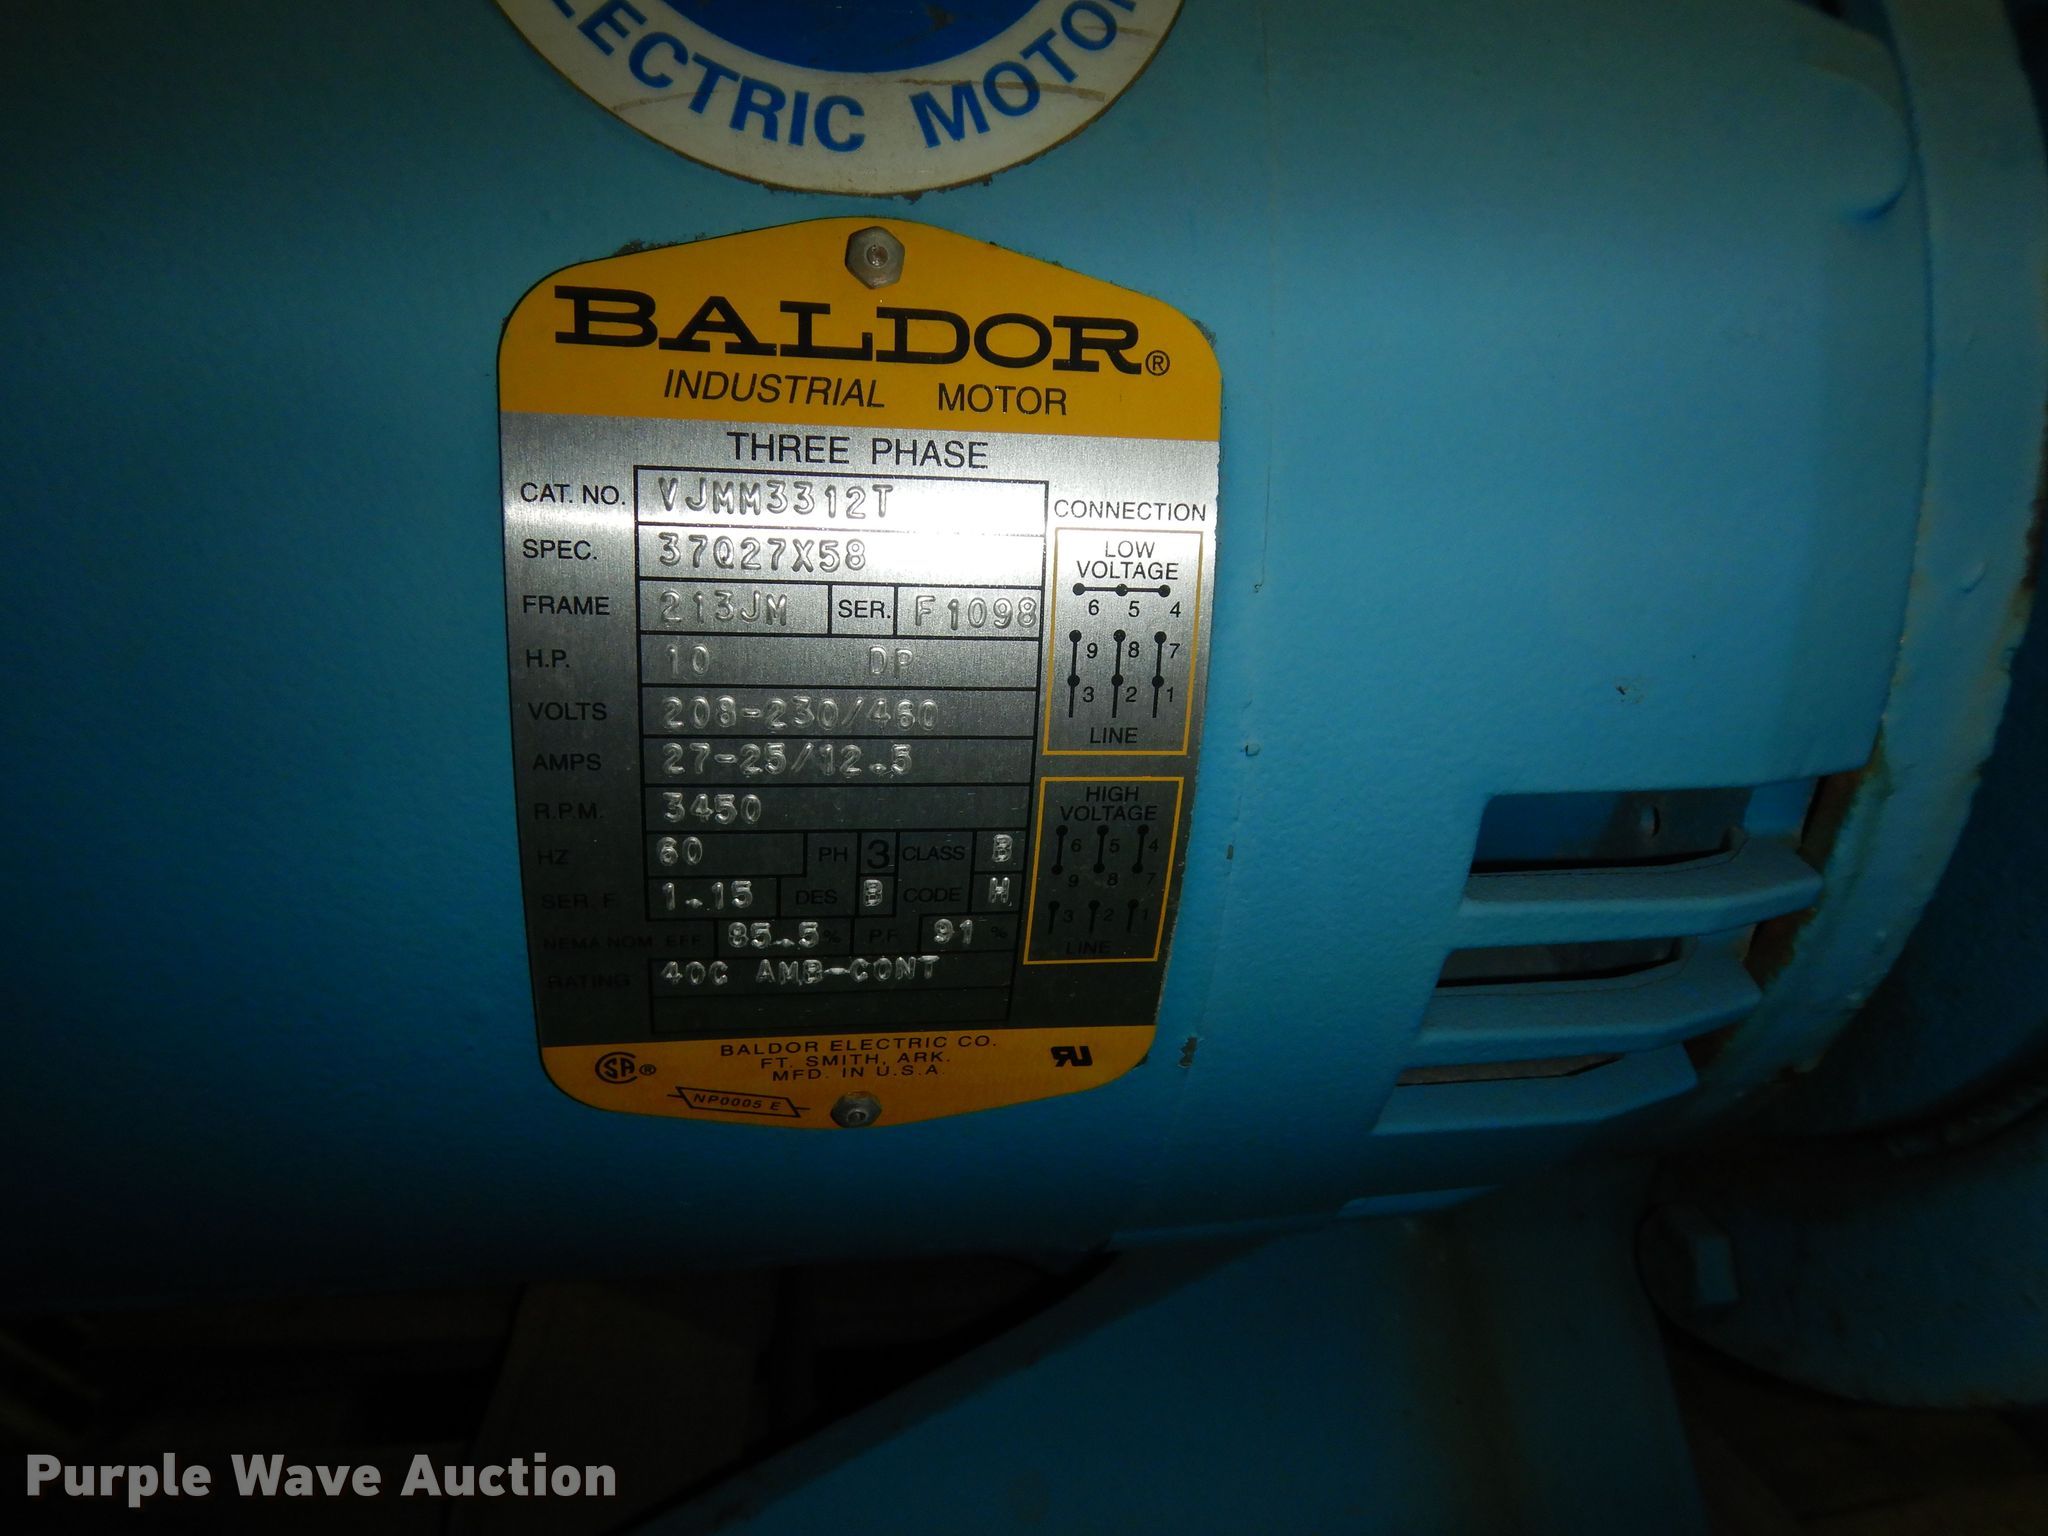 ELECTRIC MOTOR
BALDOR®
INDUSTRIAL MOTOR
THREE PHASE
CAT. NO. VJMM3312T
SPEC. 37Q27X58
FRAME 213JM SER. F1098
H.P. 10 DP
VOLTS 208-230/460
AMPS 27-25/12.5
R.P.M. 3450
HZ 60 PH 3 CLASS B
SER. F. 1.15 DES B CODE H
NEMA NOM. EFF. 85.5 % P.F. 91 %
RATING 40C AMB-CONT
CONNECTION
LOW
VOLTAGE
6 5 4
9 8 7
3 2 1
LINE
HIGH
VOLTAGE
6 5 4
9 8 7
3 2 1
LINE
BALDOR ELECTRIC CO.
FT. SMITH, ARK.
MFD. IN U.S.A.
SA ®
RU
NP0005 E
Purple Wave Auction